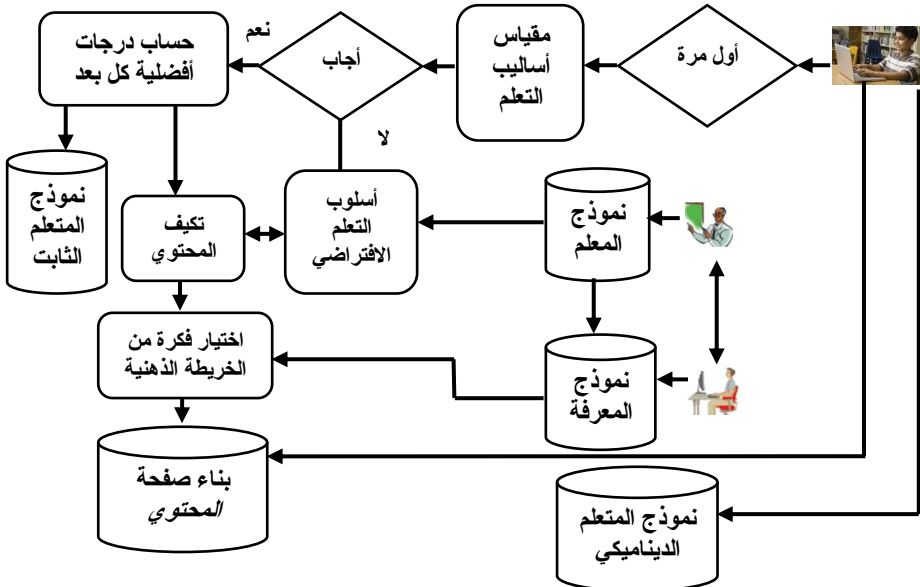 أول مرة
مقياس
أساليب
التعلم
أجاب
نعم
لا
حساب درجات
أفضلية كل بعد
نموذج
المتعلم
الثابت
تكيف
المحتوي
أسلوب
التعلم
الافتراضي
نموذج
المعلم
اختيار فكرة من
الخريطة الذهنية
نموذج
المعرفة
بناء صفحة
المحتوي
نموذج المتعلم
الديناميكي